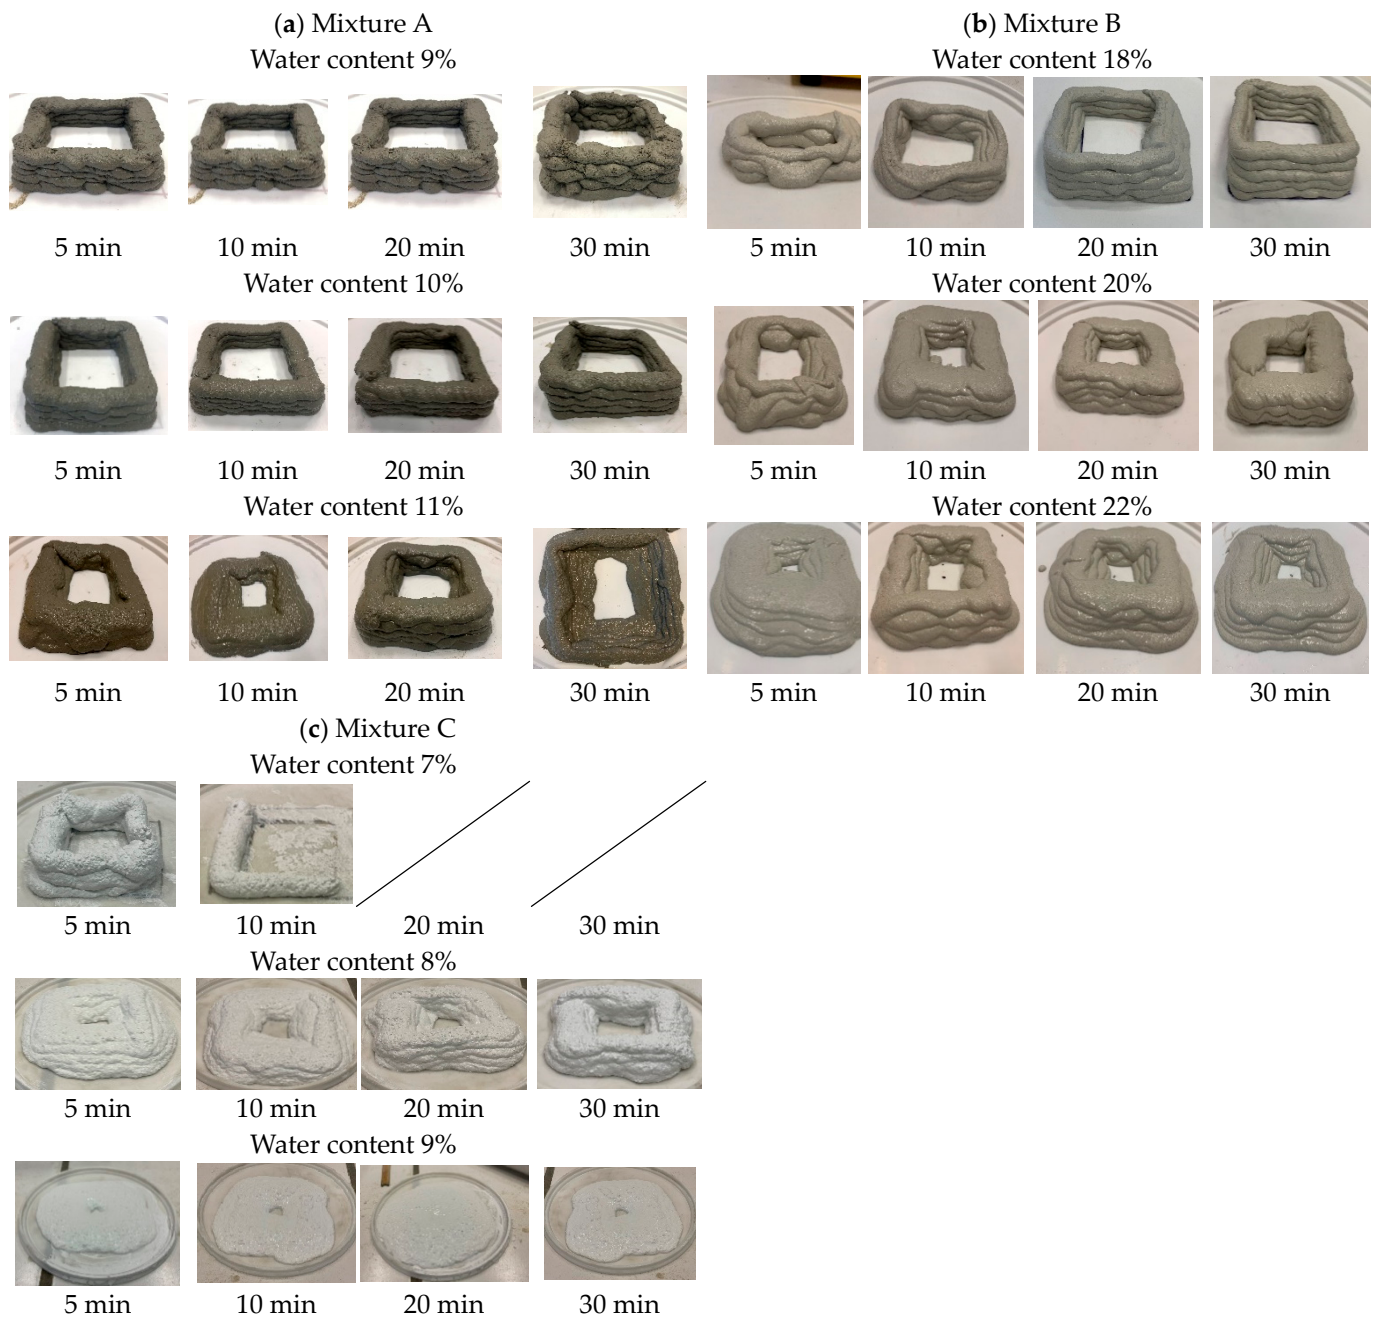 (a) Mixture A
Water content 9%
5 min 10 min 20 min 30 min
Water content 10%
5 min 10 min 20 min 30 min
Water content 11%
5 min 10 min 20 min 30 min
(b) Mixture B
Water content 18%
5 min 10 min 20 min 30 min
Water content 20%
5 min 10 min 20 min 30 min
Water content 22%
5 min 10 min 20 min 30 min
(c) Mixture C
Water content 7%
5 min 10 min 20 min 30 min
Water content 8%
5 min 10 min 20 min 30 min
Water content 9%
5 min 10 min 20 min 30 min